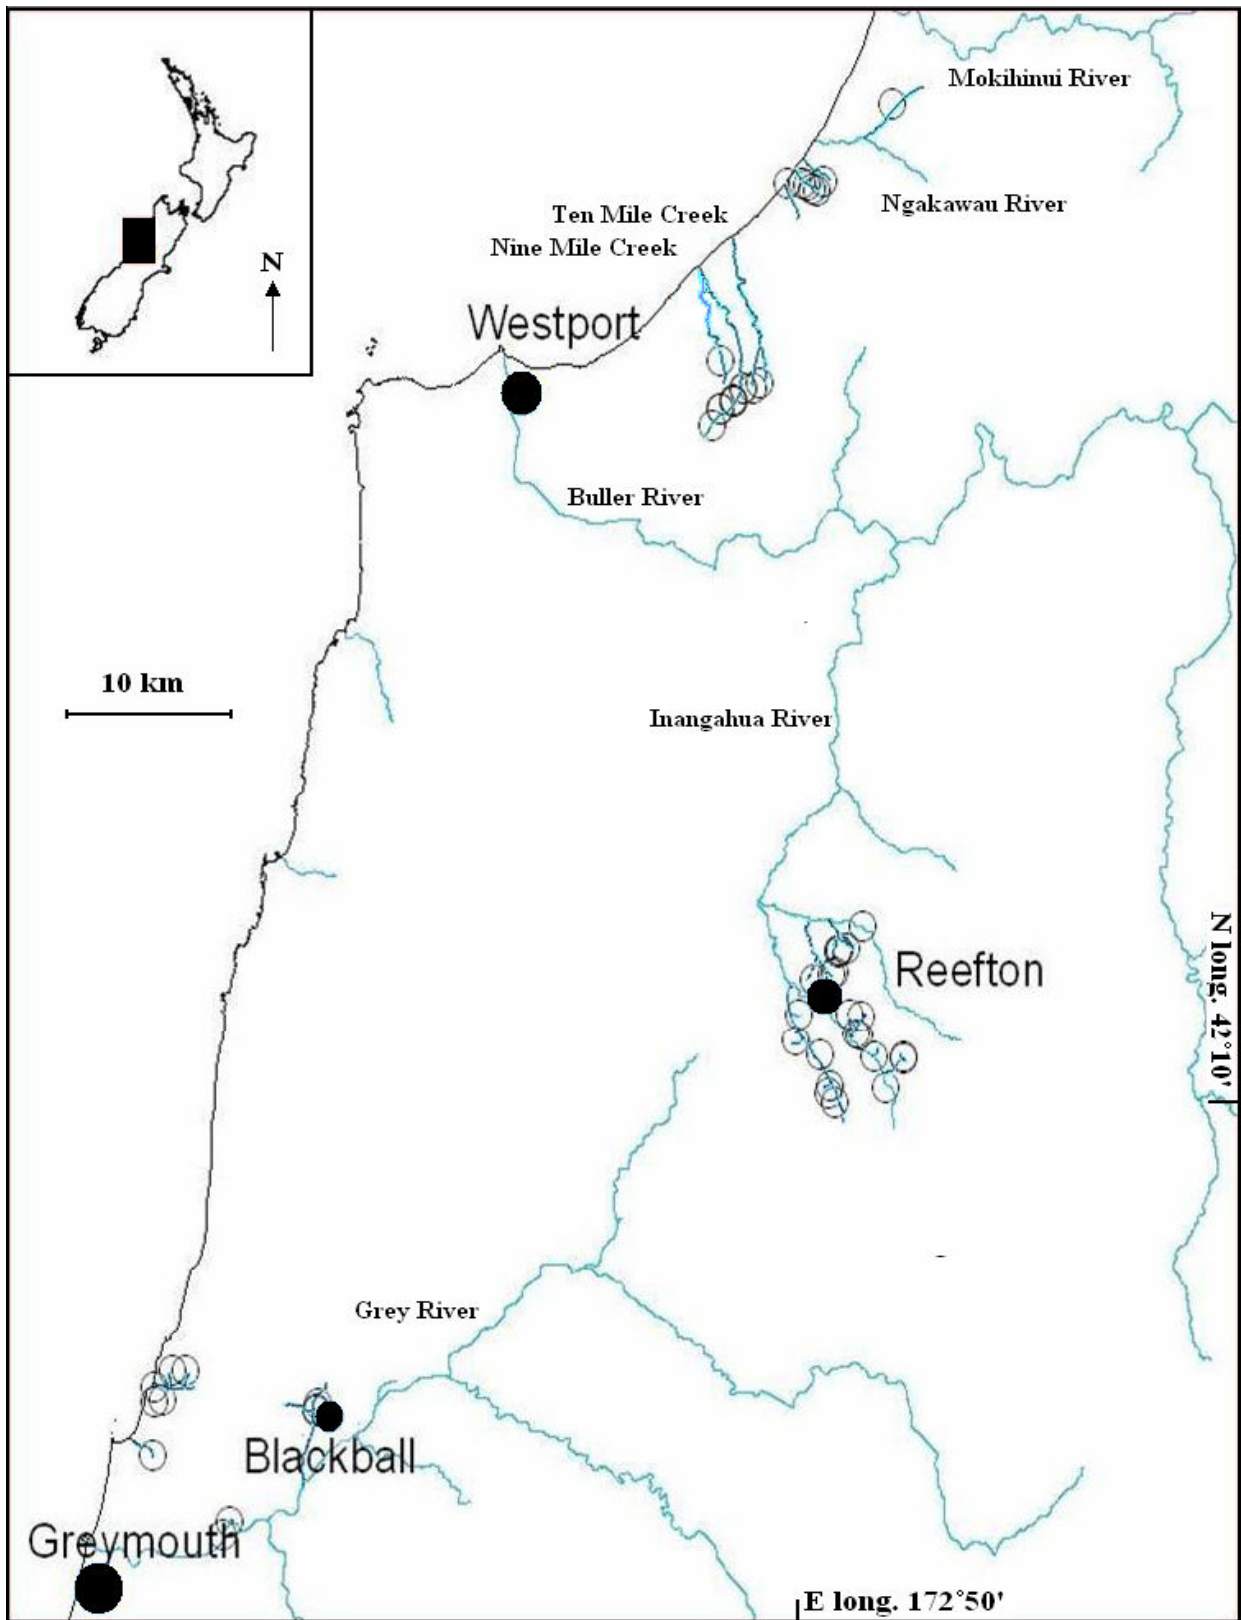 Mokihinui River
Ngakawau River
Ten Mile Creek
Nine Mile Creek
N
Westport
Buller River
10 km
Inangahua River
Reefton
N long. 42°10'
Grey River
Blackball
Greymouth
E long. 172°50'